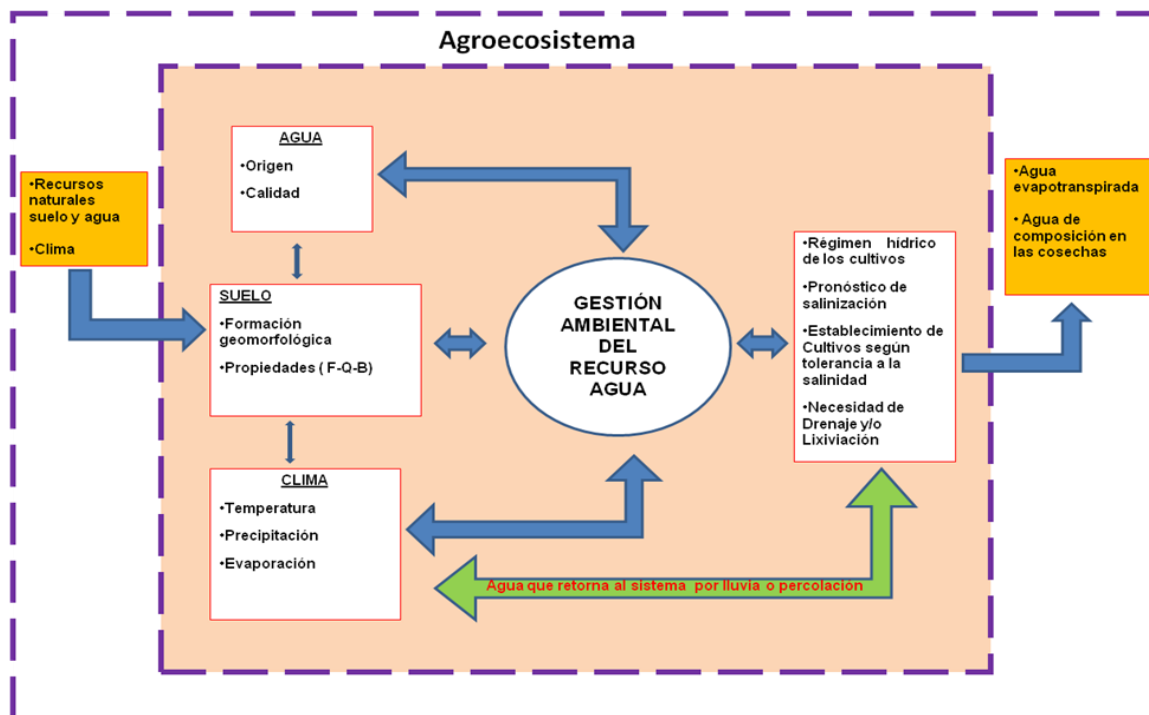 Agroecosistema
•Recursos
naturales
suelo y agua
•Clima
AGUA
•Origen
•Calidad
SUELO
•Formación
geomorfológica
•Propiedades ( F-Q-B)
CLIMA
•Temperatura
•Precipitación
•Evaporación
GESTIÓN
AMBIENTAL
DEL
RECURSO
AGUA
•Régimen hídrico
de los cultivos
•Pronóstico de
salinización
•Establecimiento de
Cultivos según
tolerancia a la
salinidad
•Necesidad de
Drenaje y/o
Lixiviación
Agua que retorna al sistema por lluvia o percolación
•Agua
evapotranspirada
•Agua de
composición en
las cosechas